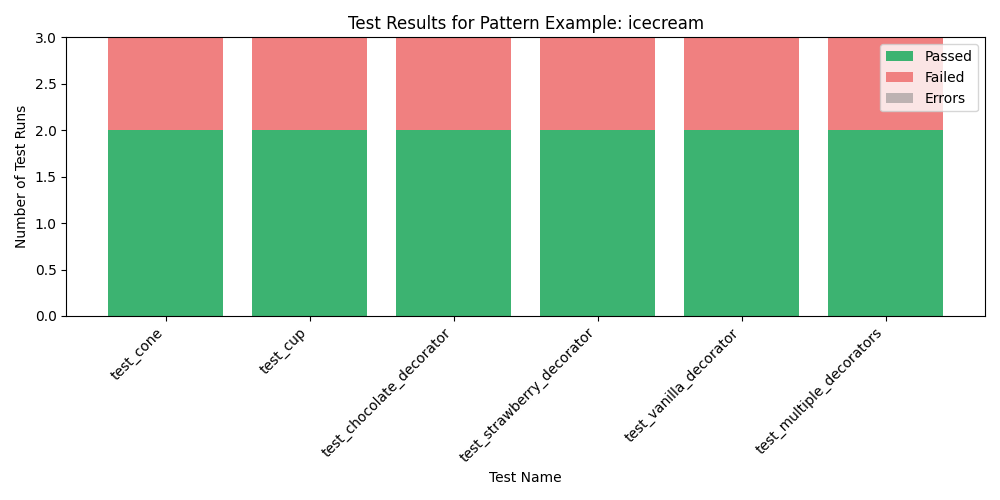 Test Results for Pattern Example: icecream
Passed
Failed
Errors
Number of Test Runs
3.0
2.5
2.0
1.5
1.0
0.5
0.0
test_cone
test_cup
test_chocolate_decorator
test_strawberry_decorator
test_vanilla_decorator
test_multiple_decorators
Test Name